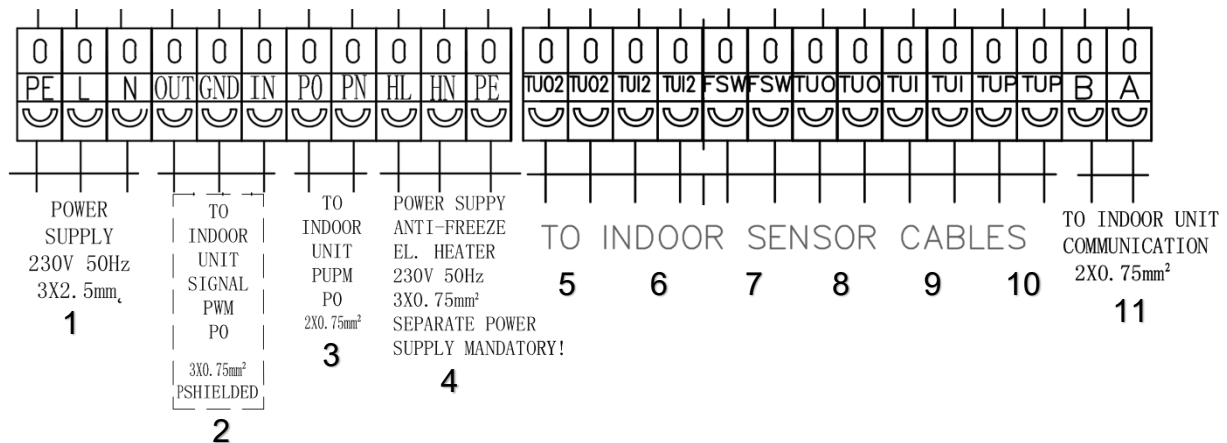 0 0 0 0 0 0 0 0 0 0 0 0 0 0 0 0 0 0 0 0 0 0 0 0 0
PE L N OUT GND IN P0 PN HL HN PE TUO2 TUO2 TUI2 TUI2 FSW FSW TUO TUO TUI TUI TUP TUP B A
POWER
SUPPLY
230V 50Hz
3X2.5mm
1
TO
INDOOR
UNIT
SIGNAL
PWM
P0
3X0.75mm²
PSHIELDED
2
TO
INDOOR
UNIT
PUPM
P0
2X0.75mm²
3
POWER SUPPY
ANTI-FREEZE
EL. HEATER
230V 50Hz
3X0.75mm²
SEPARATE POWER
SUPPLY MANDATORY!
4
TO INDOOR SENSOR CABLES
5 6 7 8 9 10
TO INDOOR UNIT
COMMUNICATION
2X0.75mm²
11